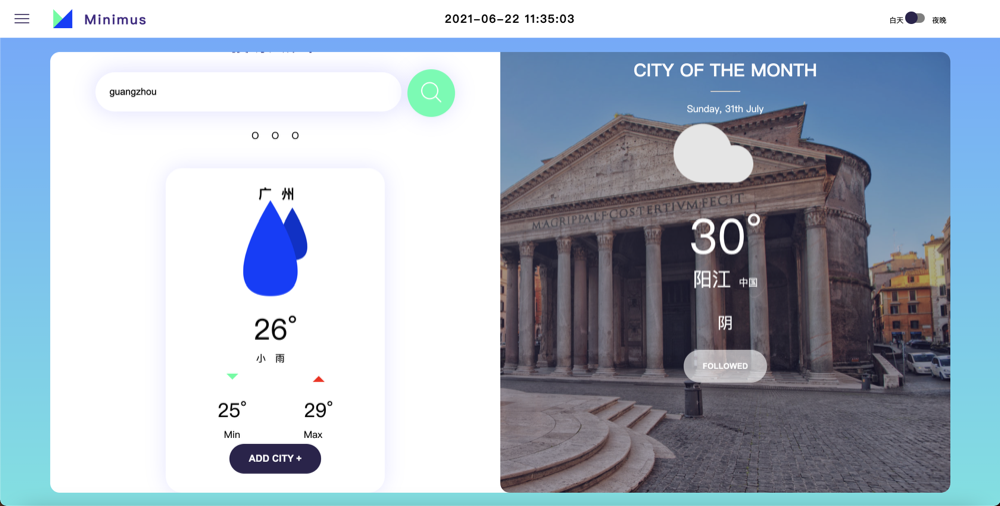 Minimus
2021-06-22 11:35:03
白天 夜晚
guangzhou
O O O
广 州
26°
小 雨
25° 29°
Min Max
ADD CITY +
CITY OF THE MONTH
Sunday, 31th July
M·AGRIPPA·L·F·COS·TERTIVM·FECIT
30°
阳江 中国
阴
FOLLOWED